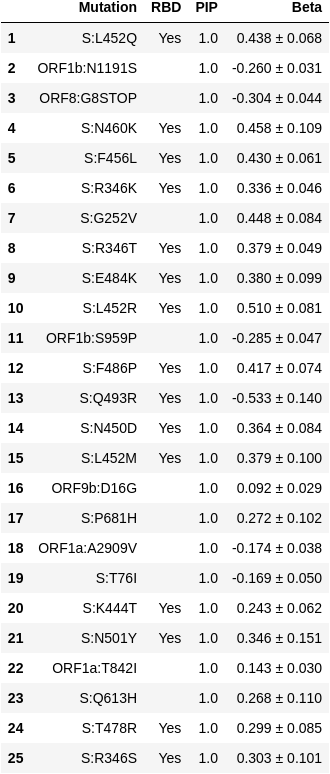 Mutation RBD PIP Beta
1 S:L452Q Yes 1.0 0.438 ± 0.068
2 ORF1b:N1191S 1.0 -0.260 ± 0.031
3 ORF8:G8STOP 1.0 -0.304 ± 0.044
4 S:N460K Yes 1.0 0.458 ± 0.109
5 S:F456L Yes 1.0 0.430 ± 0.061
6 S:R346K Yes 1.0 0.336 ± 0.046
7 S:G252V 1.0 0.448 ± 0.084
8 S:R346T Yes 1.0 0.379 ± 0.049
9 S:E484K Yes 1.0 0.380 ± 0.099
10 S:L452R Yes 1.0 0.510 ± 0.081
11 ORF1b:S959P 1.0 -0.285 ± 0.047
12 S:F486P Yes 1.0 0.417 ± 0.074
13 S:Q493R Yes 1.0 -0.533 ± 0.140
14 S:N450D Yes 1.0 0.364 ± 0.084
15 S:L452M Yes 1.0 0.379 ± 0.100
16 ORF9b:D16G 1.0 0.092 ± 0.029
17 S:P681H 1.0 0.272 ± 0.102
18 ORF1a:A2909V 1.0 -0.174 ± 0.038
19 S:T76I 1.0 -0.169 ± 0.050
20 S:K444T Yes 1.0 0.243 ± 0.062
21 S:N501Y Yes 1.0 0.346 ± 0.151
22 ORF1a:T842I 1.0 0.143 ± 0.030
23 S:Q613H 1.0 0.268 ± 0.110
24 S:T478R Yes 1.0 0.299 ± 0.085
25 S:R346S Yes 1.0 0.303 ± 0.101